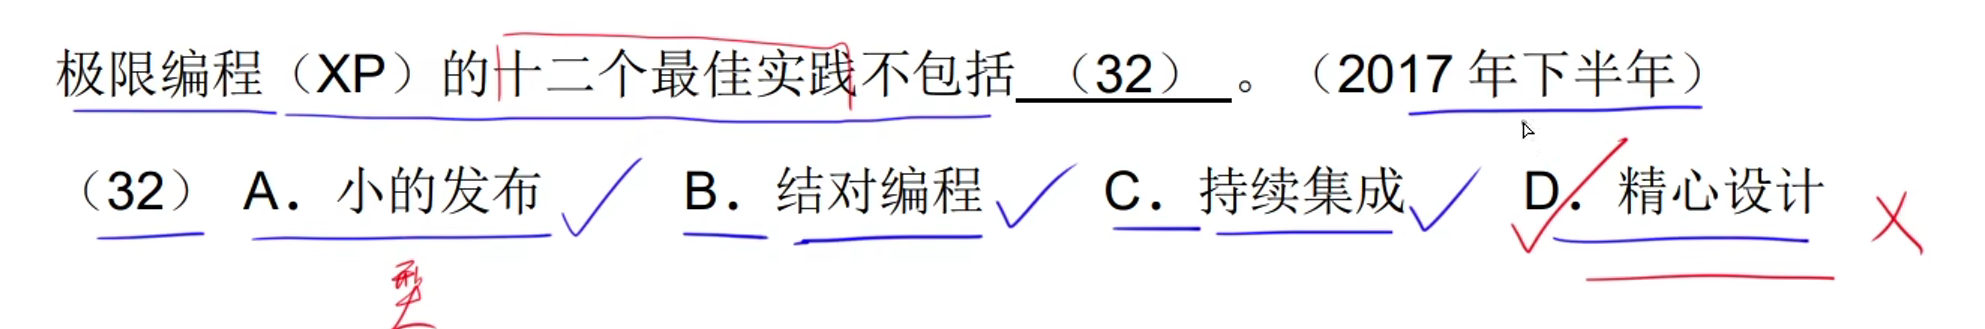 极限编程（XP）的十二个最佳实践不包括 （32） 。（2017 年下半年）
（32） A．小的发布 B．结对编程 C．持续集成 D．精心设计
型